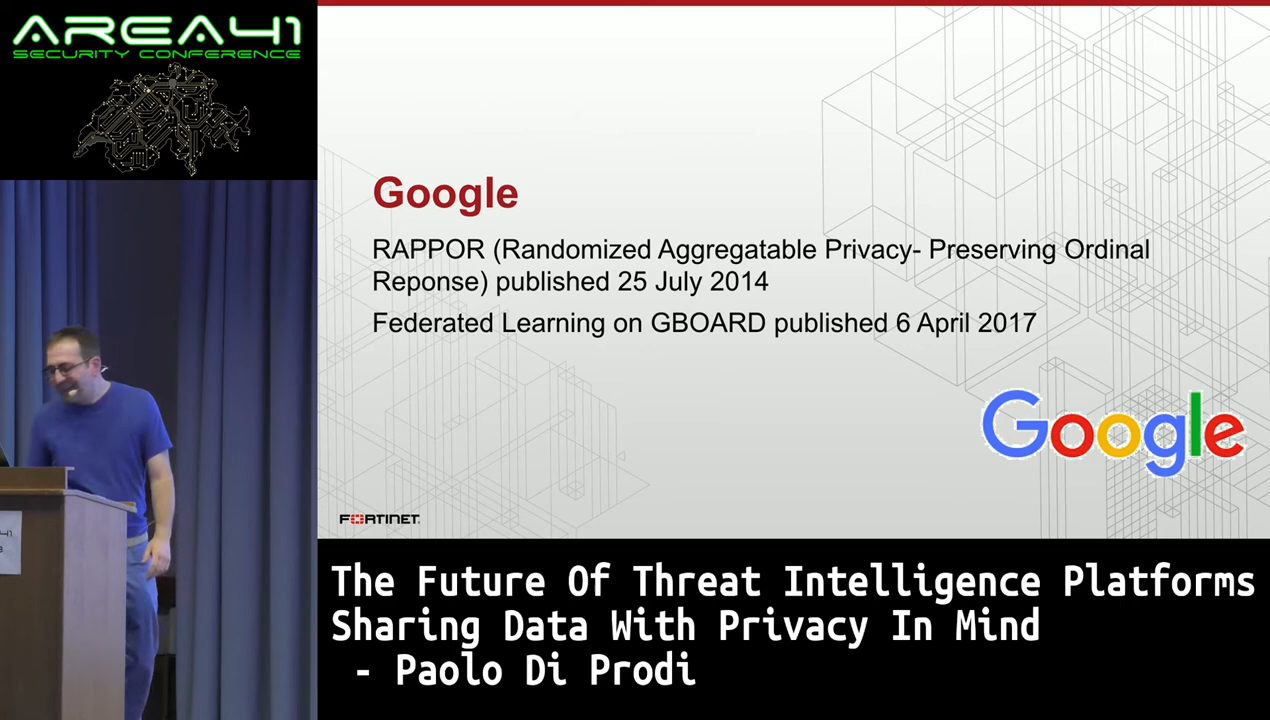 AREA41
SECURITY CONFERENCE
Google
RAPPOR (Randomized Aggregatable Privacy- Preserving Ordinal
Reponse) published 25 July 2014
Federated Learning on GBOARD published 6 April 2017
Google
FORTINET
The Future Of Threat Intelligence Platforms
Sharing Data With Privacy In Mind
- Paolo Di Prodi